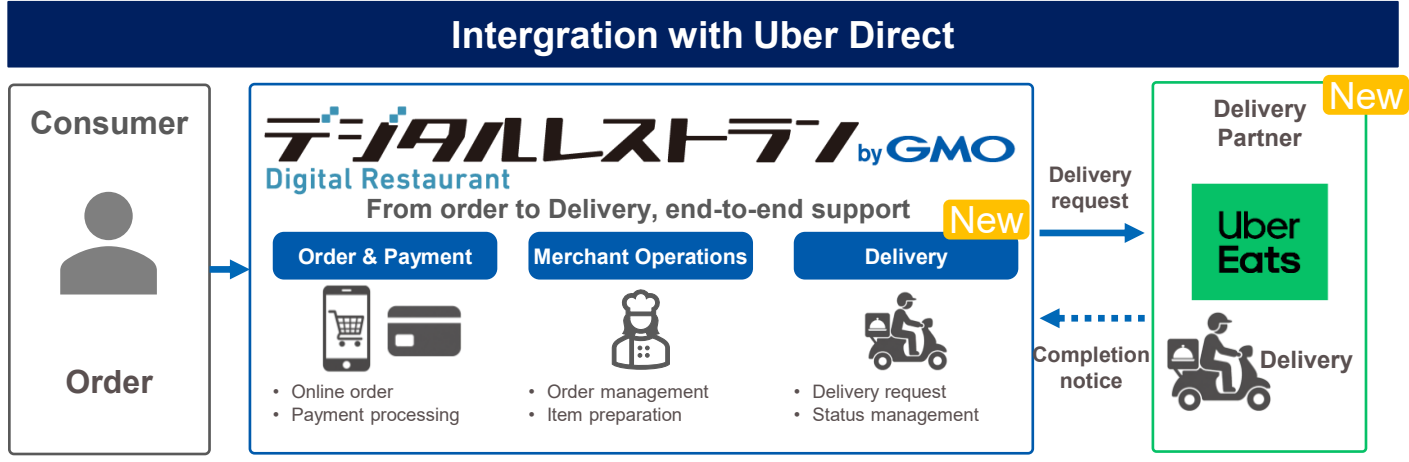 Intergration with Uber Direct
Consumer
Order
デジタルレストラン by GMO
Digital Restaurant
From order to Delivery, end-to-end support
New
Order & Payment
• Online order
• Payment processing
Merchant Operations
• Order management
• Item preparation
Delivery
• Delivery request
• Status management
Delivery
request
Completion
notice
New
Delivery
Partner
Uber
Eats
Delivery